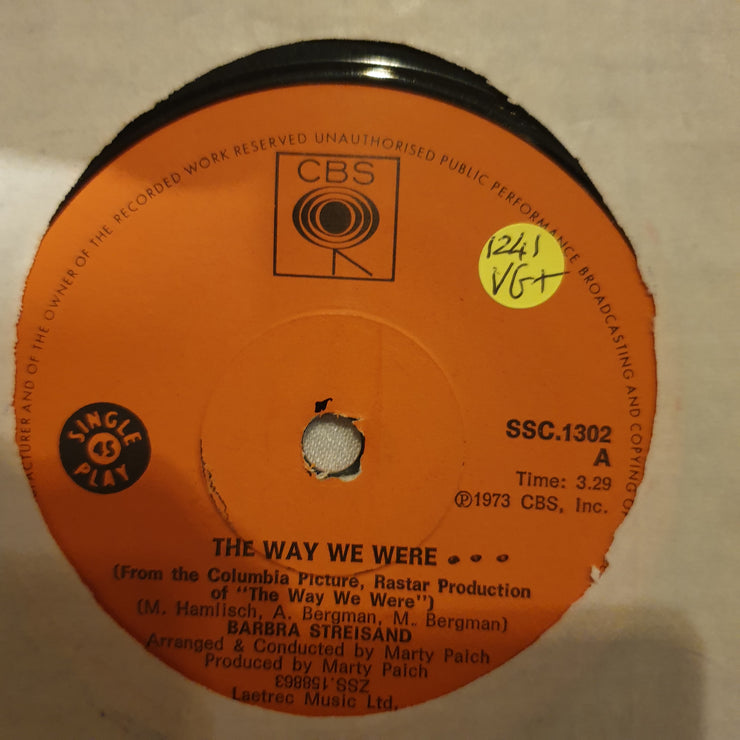 ACTURER AND OF THE OWNER OF THE RECORDED WORK RESERVED UNAUTHORISED PUBLIC PERFORMANCE BROADCASTING AND COPYING OF
CBS
1241
VG+
SINGLE
45
PLAY
SSC.1302
A
Time: 3.29
℗1973 CBS, Inc.
THE WAY WE WERE . . .
(From the Columbia Picture, Rastar Production
of "The Way We Were")
(M. Hamlisch, A. Bergman, M. Bergman)
BARBRA STREISAND
Arranged & Conducted by Marty Paich
Produced by Marty Paich
ZSS.158863
Laetrec Music Ltd.